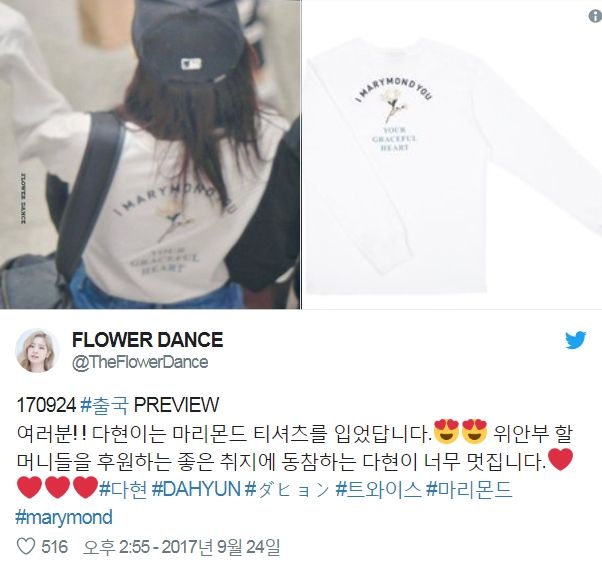 FLOWER DANCE
I MARYMOND YOU
YOUR
GRACEFUL
HEART
I MARYMOND YOU
YOUR
GRACEFUL
HEART
FLOWER DANCE
@TheFlowerDance
170924 #출국 PREVIEW
여러분!! 다현이는 마리몬드 티셔츠를 입었답니다.😍😍 위안부 할
머니들을 후원하는 좋은 취지에 동참하는 다현이 너무 멋집니다.❤
❤❤❤#다현 #DAHYUN #ダヒョン #트와이스 #마리몬드
#marymond
516 오후 2:55 - 2017년 9월 24일